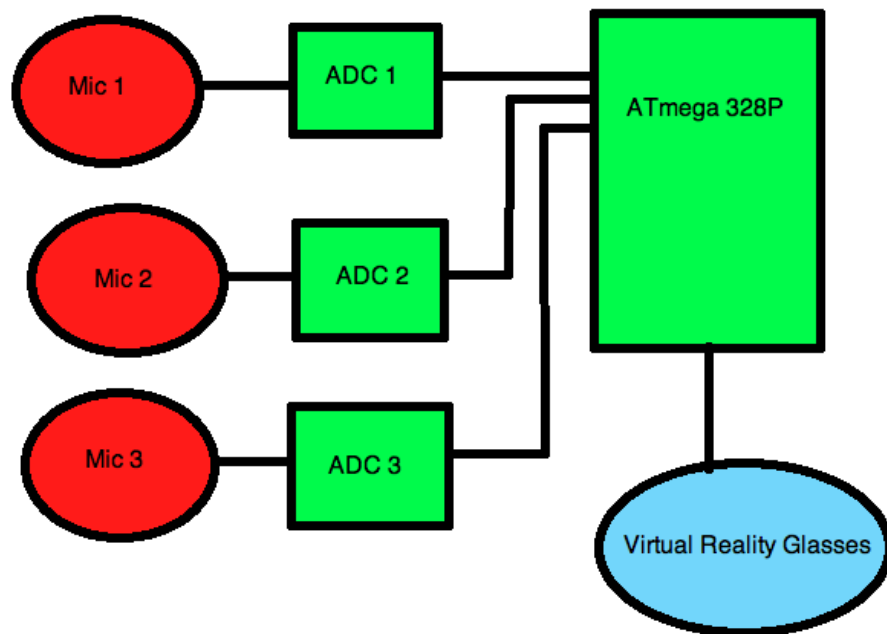 Mic 1
ADC 1
ATmega 328P
Mic 2
ADC 2
Mic 3
ADC 3
Virtual Reality Glasses